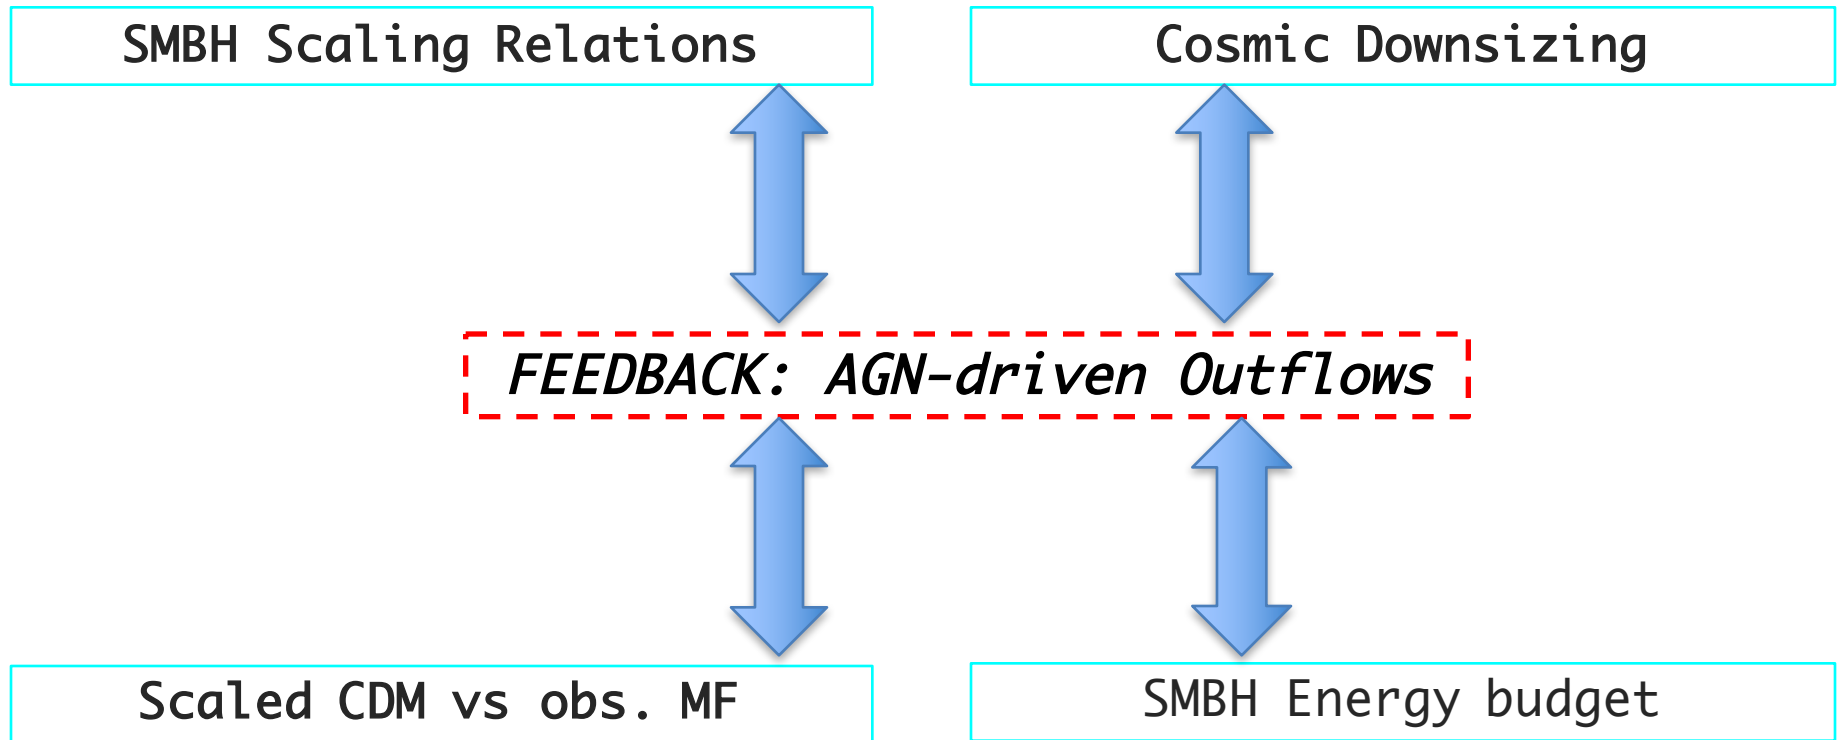 SMBH Scaling Relations
Cosmic Downsizing
FEEDBACK: AGN-driven Outflows
Scaled CDM vs obs. MF
SMBH Energy budget